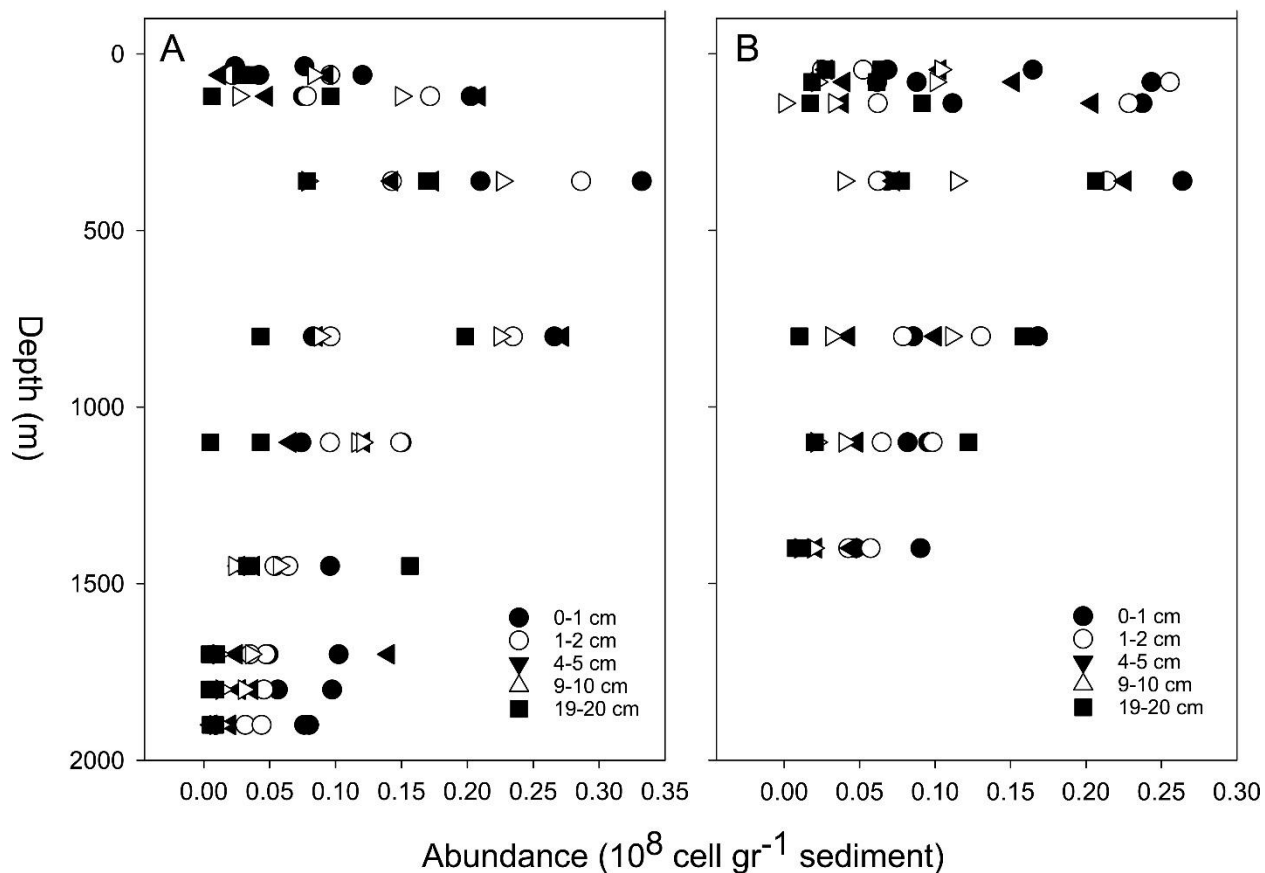 A
B
0
500
1000
1500
2000
Depth (m)
0-1 cm
1-2 cm
4-5 cm
9-10 cm
19-20 cm
0-1 cm
1-2 cm
4-5 cm
9-10 cm
19-20 cm
0.00 0.05 0.10 0.15 0.20 0.25 0.30 0.35
0.00 0.05 0.10 0.15 0.20 0.25 0.30
Abundance (10⁸ cell gr⁻¹ sediment)